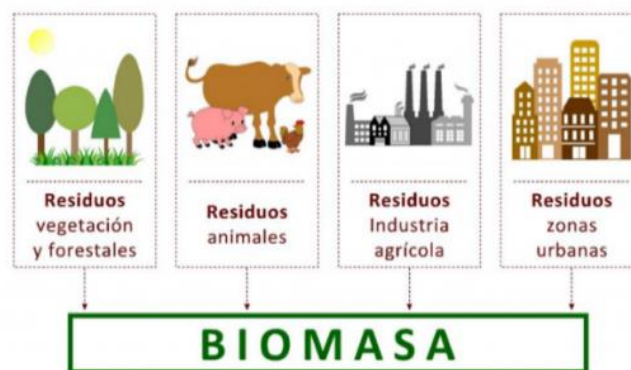 Residuos
vegetación
y forestales
Residuos
animales
Residuos
Industria
agrícola
Residuos
zonas
urbanas
BIOMASA